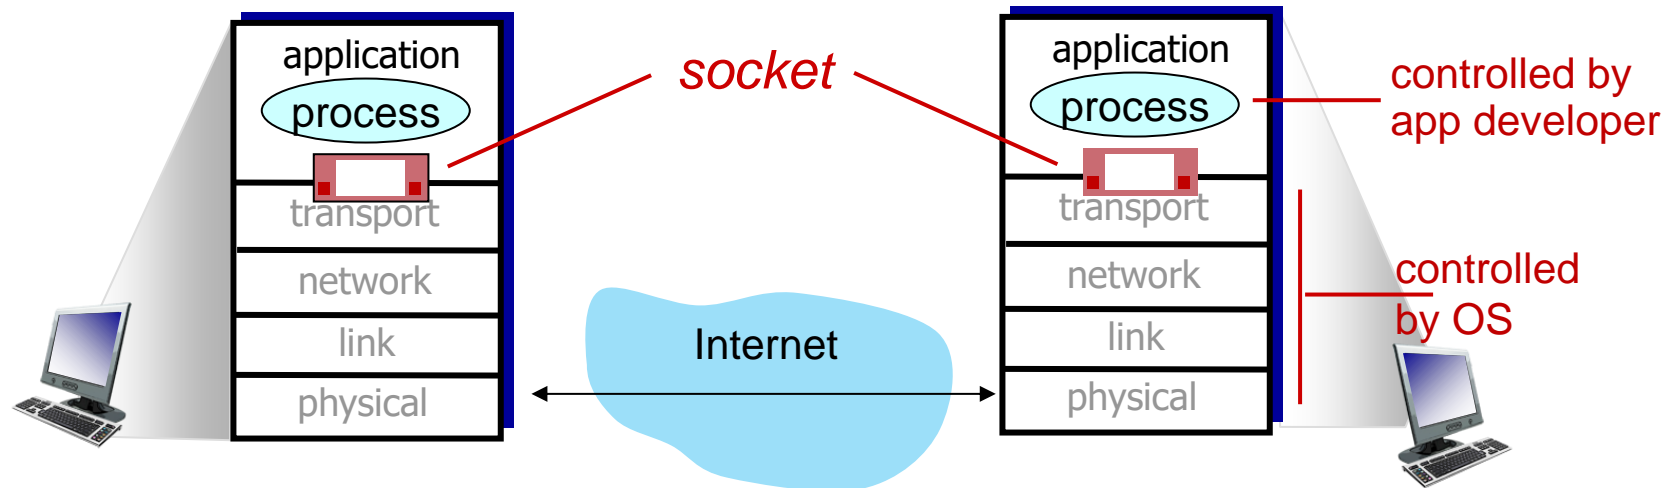 application
process
transport
network
link
physical
socket
Internet
application
process
transport
network
link
physical
controlled by
app developer
controlled
by OS